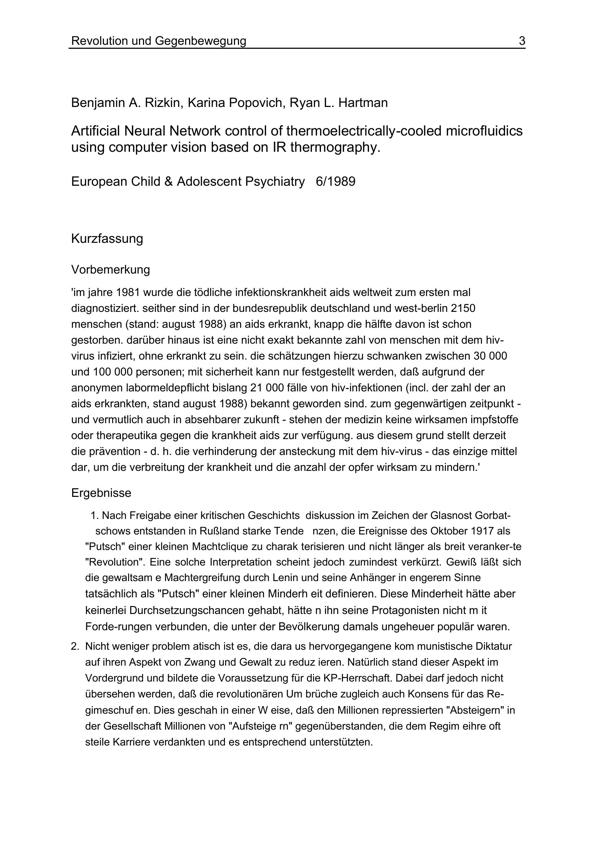 Revolution und Gegenbewegung 3
Benjamin A. Rizkin, Karina Popovich, Ryan L. Hartman
Artificial Neural Network control of thermoelectrically-cooled microfluidics
using computer vision based on IR thermography.
European Child & Adolescent Psychiatry 6/1989
Kurzfassung
Vorbemerkung
'im jahre 1981 wurde die tödliche infektionskrankheit aids weltweit zum ersten mal
diagnostiziert. seither sind in der bundesrepublik deutschland und west-berlin 2150
menschen (stand: august 1988) an aids erkrankt, knapp die hälfte davon ist schon
gestorben. darüber hinaus ist eine nicht exakt bekannte zahl von menschen mit dem hiv-
virus infiziert, ohne erkrankt zu sein. die schätzungen hierzu schwanken zwischen 30 000
und 100 000 personen; mit sicherheit kann nur festgestellt werden, daß aufgrund der
anonymen labormeldepflicht bislang 21 000 fälle von hiv-infektionen (incl. der zahl der an
aids erkrankten, stand august 1988) bekannt geworden sind. zum gegenwärtigen zeitpunkt -
und vermutlich auch in absehbarer zukunft - stehen der medizin keine wirksamen impfstoffe
oder therapeutika gegen die krankheit aids zur verfügung. aus diesem grund stellt derzeit
die prävention - d. h. die verhinderung der ansteckung mit dem hiv-virus - das einzige mittel
dar, um die verbreitung der krankheit und die anzahl der opfer wirksam zu mindern.'
Ergebnisse
1. Nach Freigabe einer kritischen Geschichts diskussion im Zeichen der Glasnost Gorbat-
schows entstanden in Rußland starke Tende nzen, die Ereignisse des Oktober 1917 als
"Putsch" einer kleinen Machtclique zu charak terisieren und nicht länger als breit veranker-te
"Revolution". Eine solche Interpretation scheint jedoch zumindest verkürzt. Gewiß läßt sich
die gewaltsam e Machtergreifung durch Lenin und seine Anhänger in engerem Sinne
tatsächlich als "Putsch" einer kleinen Minderh eit definieren. Diese Minderheit hätte aber
keinerlei Durchsetzungschancen gehabt, hätte n ihn seine Protagonisten nicht m it
Forde-rungen verbunden, die unter der Bevölkerung damals ungeheuer populär waren.
2. Nicht weniger problem atisch ist es, die dara us hervorgegangene kom munistische Diktatur
auf ihren Aspekt von Zwang und Gewalt zu reduz ieren. Natürlich stand dieser Aspekt im
Vordergrund und bildete die Voraussetzung für die KP-Herrschaft. Dabei darf jedoch nicht
übersehen werden, daß die revolutionären Um brüche zugleich auch Konsens für das Re-
gimeschuf en. Dies geschah in einer W eise, daß den Millionen repressierten "Absteigern" in
der Gesellschaft Millionen von "Aufsteige rn" gegenüberstanden, die dem Regim eihre oft
steile Karriere verdankten und es entsprechend unterstützten.